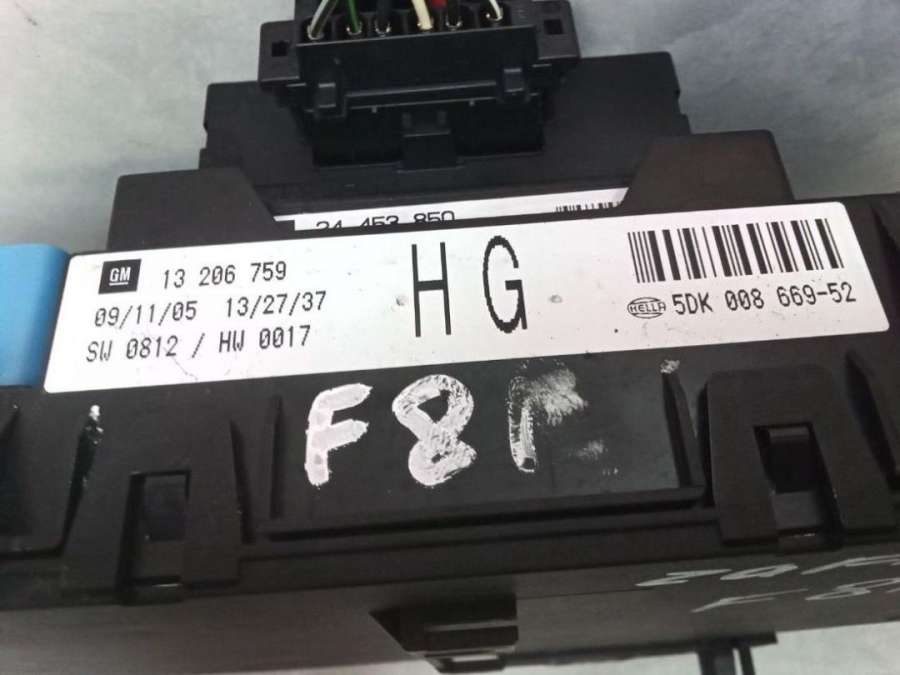 24 453 850
GM 13 206 759
09/11/05 13/27/37
SW 0812 / HW 0017
HG
HELLA 5DK 008 669-52
F8